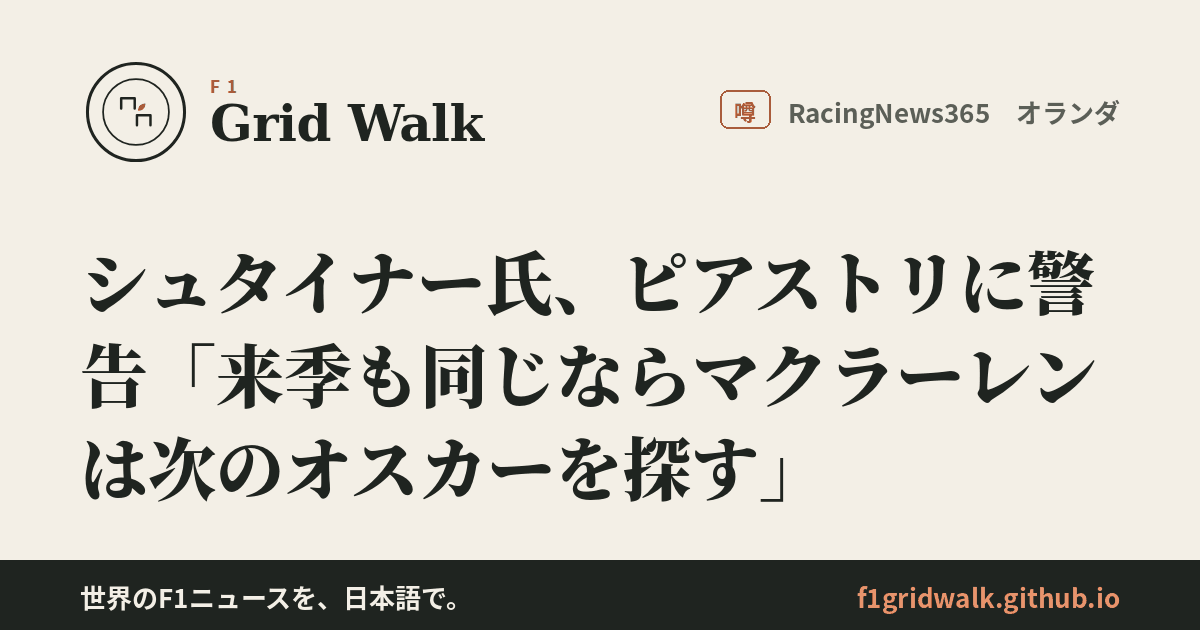 F1
Grid Walk
噂 RacingNews365 オランダ
シュタイナー氏、ピアストリに警
告「来季も同じならマクラーレン
は次のオスカーを探す」
世界のF1ニュースを、日本語で。
f1gridwalk.github.io